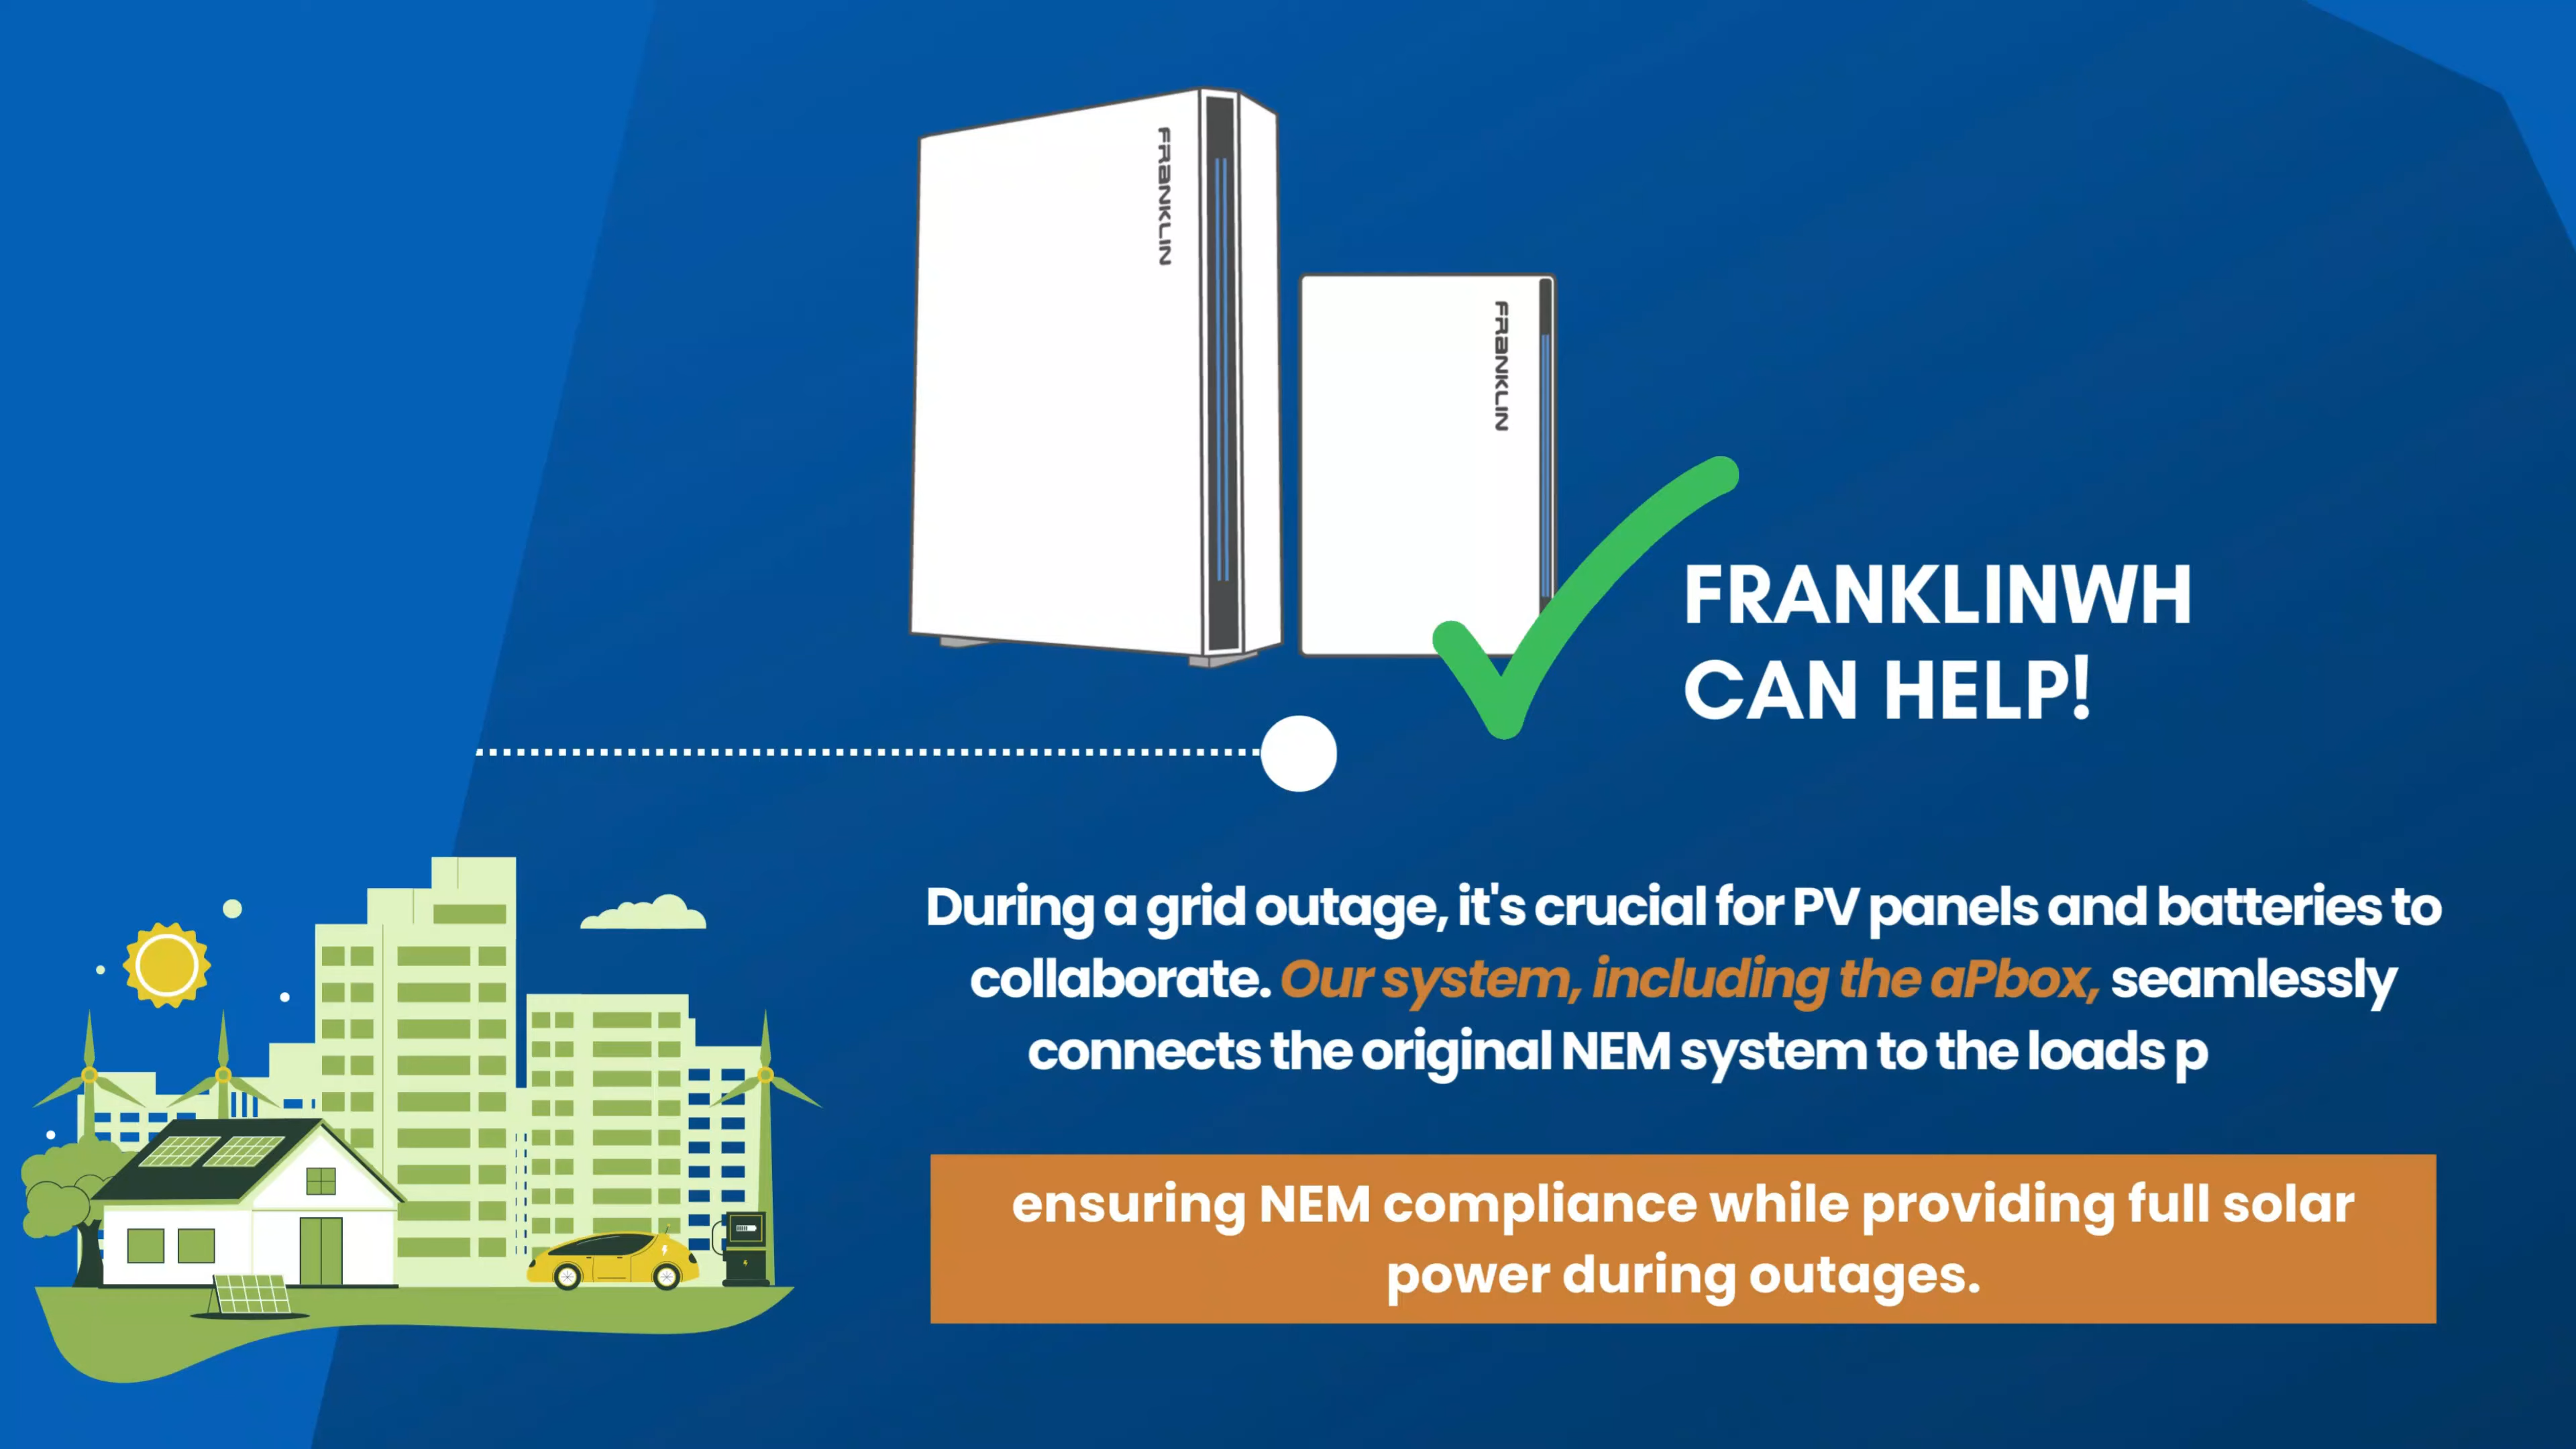 FRANKLIN
FRANKLIN
FRANKLINWH
CAN HELP!
During a grid outage, it's crucial for PV panels and batteries to
collaborate. Our system, including the aPbox, seamlessly
connects the original NEM system to the loads p
ensuring NEM compliance while providing full solar
power during outages.